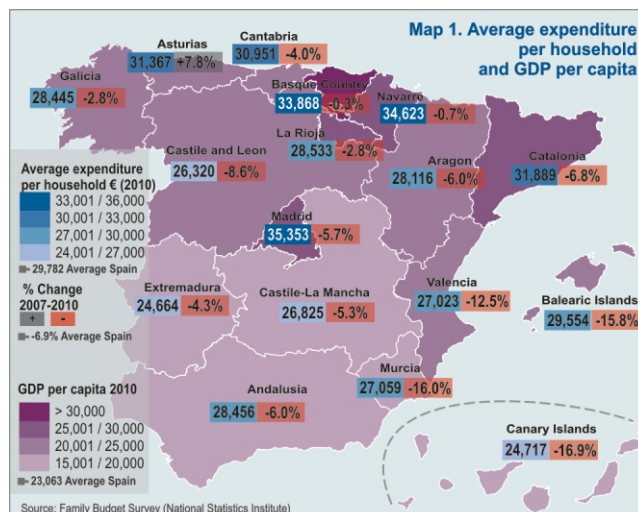 Map 1. Average expenditure
per household
and GDP per capita
Cantabria
30,951 -4.0%
Asturias
31,367 +7.8%
Galicia
28,445 -2.8%
Basque Country
33,868 -0.3%
Navarre
34,623 -0.7%
La Rioja
28,533 -2.8%
Castile and Leon
26,320 -8.6%
Aragon
28,116 -6.0%
Catalonia
31,889 -6.8%
Average expenditure
per household € (2010)
33,001 / 36,000
30,001 / 33,000
27,001 / 30,000
24,001 / 27,000
29,782 Average Spain
% Change
2007-2010
+ -
-6.9% Average Spain
Madrid
35,353 -5.7%
Extremadura
24,664 -4.3%
Castile-La Mancha
26,825 -5.3%
Valencia
27,023 -12.5%
Balearic Islands
29,554 -15.8%
Murcia
27,059 -16.0%
Andalusia
28,456 -6.0%
Canary Islands
24,717 -16.9%
GDP per capita 2010
> 30,000
25,001 / 30,000
20,001 / 25,000
15,001 / 20,000
23,063 Average Spain
Source: Family Budget Survey (National Statistics Institute)